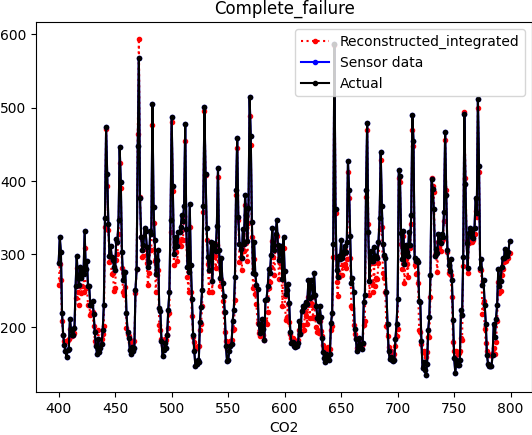 Complete_failure
Reconstructed_integrated
Sensor data
Actual
600
500
400
300
200
400 450 500 550 600 650 700 750 800
CO2